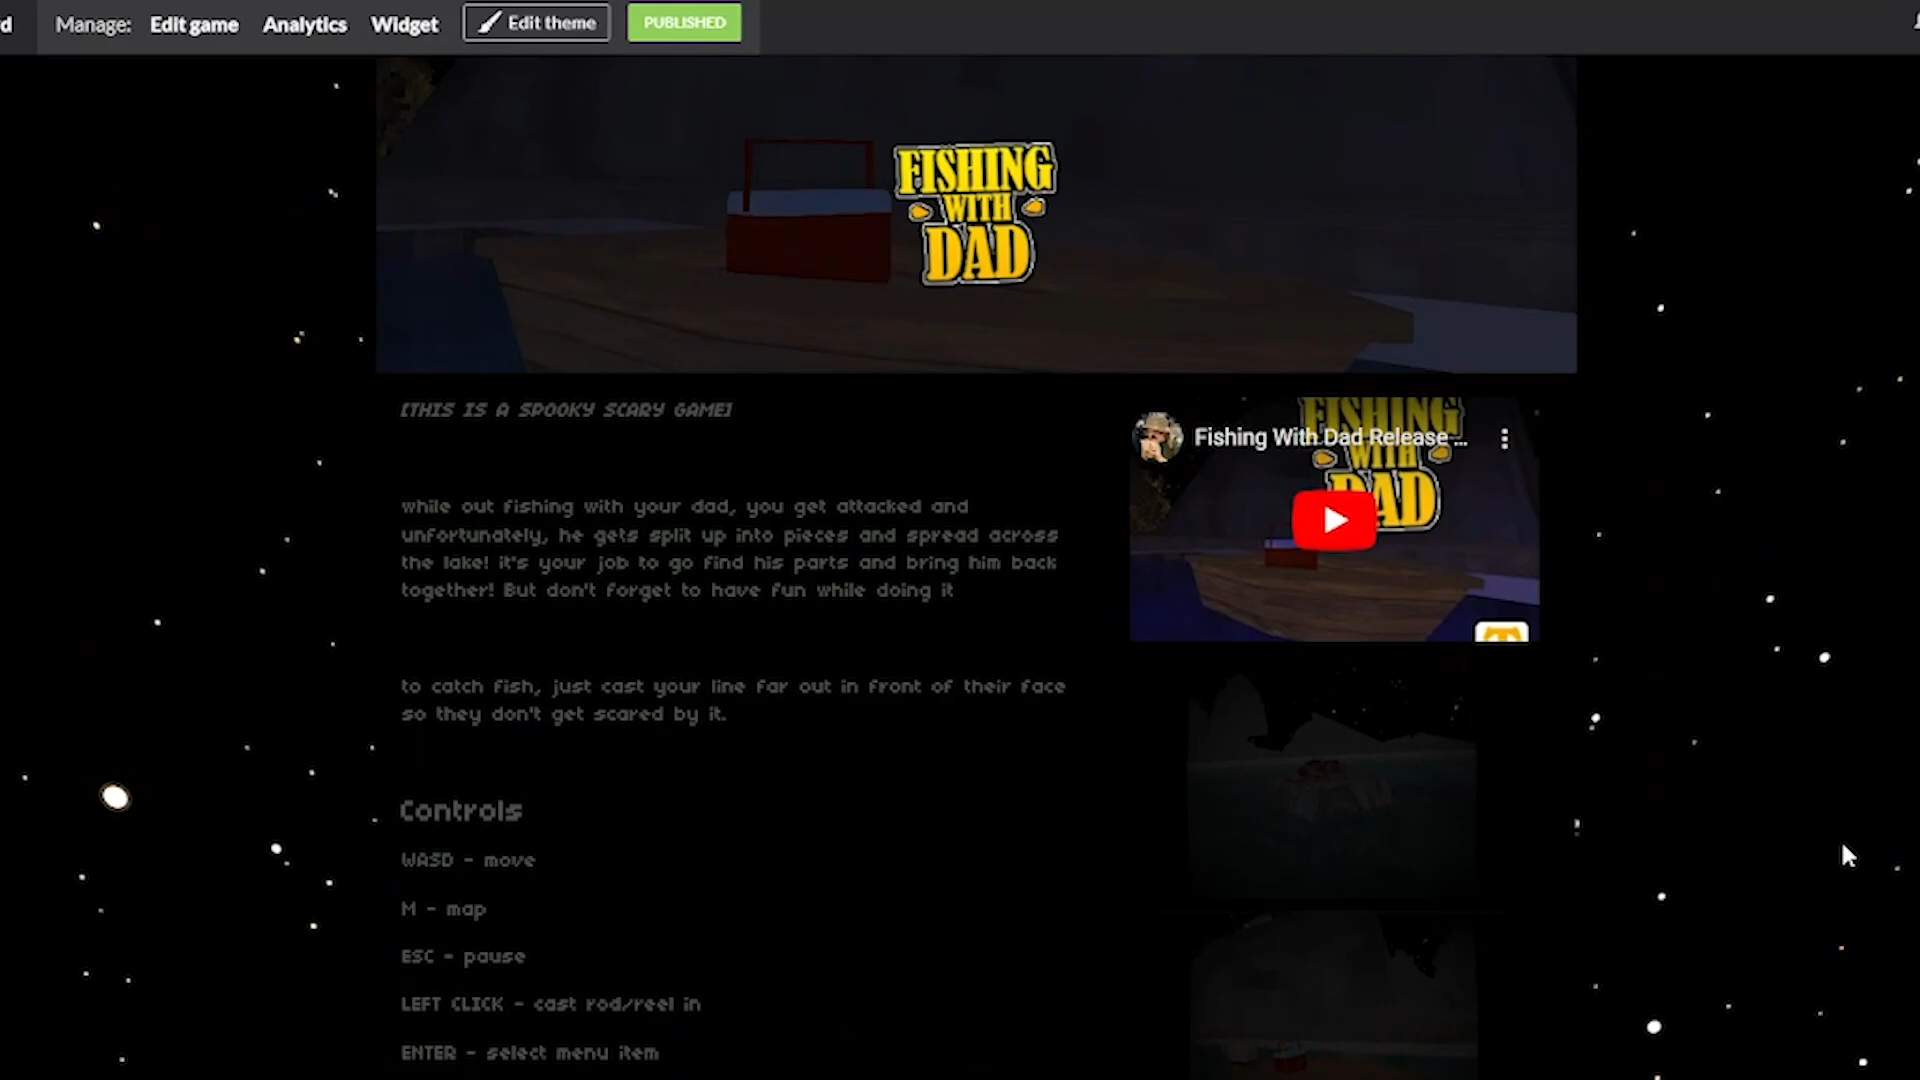 d Manage: Edit game Analytics Widget Edit theme PUBLISHED
FISHING
WITH
DAD
[THIS IS A SPOOKY SCARY GAME]
while out fishing with your dad, you get attacked and
unfortunately, he gets split up into pieces and spread across
the lake! it's your job to go find his parts and bring him back
together! But don't forget to have fun while doing it
to catch fish, just cast your line far out in front of their face
so they don't get scared by it.
Controls
WASD - move
M - map
ESC - pause
LEFT CLICK - cast rod/reel in
ENTER - select menu item
FISHING
Fishing With Dad Release ...
WITH
DAD